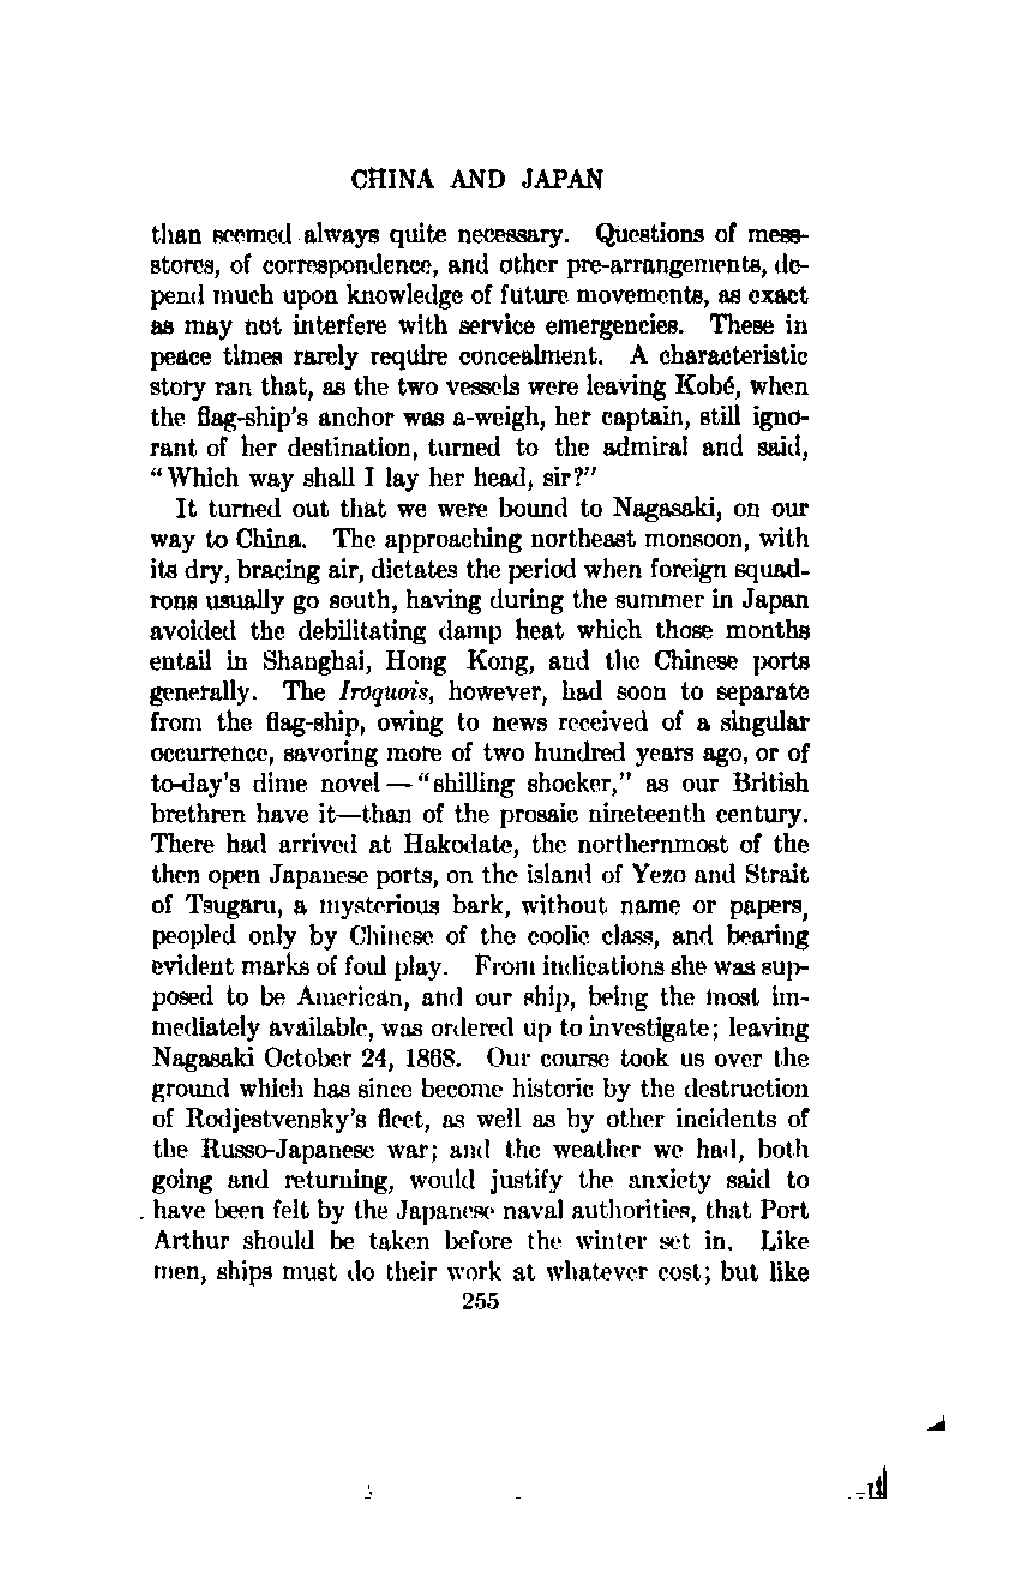 CHINA AND JAPAN
than seemed always quite necessary. Questions of mess-
stores, of correspondence, and other pre-arrangements, de-
pend much upon knowledge of future movements, as exact
as may not interfere with service emergencies. These in
peace times rarely require concealment. A characteristic
story ran that, as the two vessels were leaving Kobé, when
the flag-ship's anchor was a-weigh, her captain, still igno-
rant of her destination, turned to the admiral and said,
"Which way shall I lay her head, sir?"
It turned out that we were bound to Nagasaki, on our
way to China. The approaching northeast monsoon, with
its dry, bracing air, dictates the period when foreign squad-
rons usually go south, having during the summer in Japan
avoided the debilitating damp heat which those months
entail in Shanghai, Hong Kong, and the Chinese ports
generally. The Iroquois, however, had soon to separate
from the flag-ship, owing to news received of a singular
occurrence, savoring more of two hundred years ago, or of
to-day's dime novel—"shilling shocker," as our British
brethren have it—than of the prosaic nineteenth century.
There had arrived at Hakodate, the northernmost of the
then open Japanese ports, on the island of Yezo and Strait
of Tsugaru, a mysterious bark, without name or papers,
peopled only by Chinese of the coolie class, and bearing
evident marks of foul play. From indications she was sup-
posed to be American, and our ship, being the most im-
mediately available, was ordered up to investigate; leaving
Nagasaki October 24, 1868. Our course took us over the
ground which has since become historic by the destruction
of Rodjestvensky's fleet, as well as by other incidents of
the Russo-Japanese war; and the weather we had, both
going and returning, would justify the anxiety said to
have been felt by the Japanese naval authorities, that Port
Arthur should be taken before the winter set in. Like
men, ships must do their work at whatever cost; but like
255